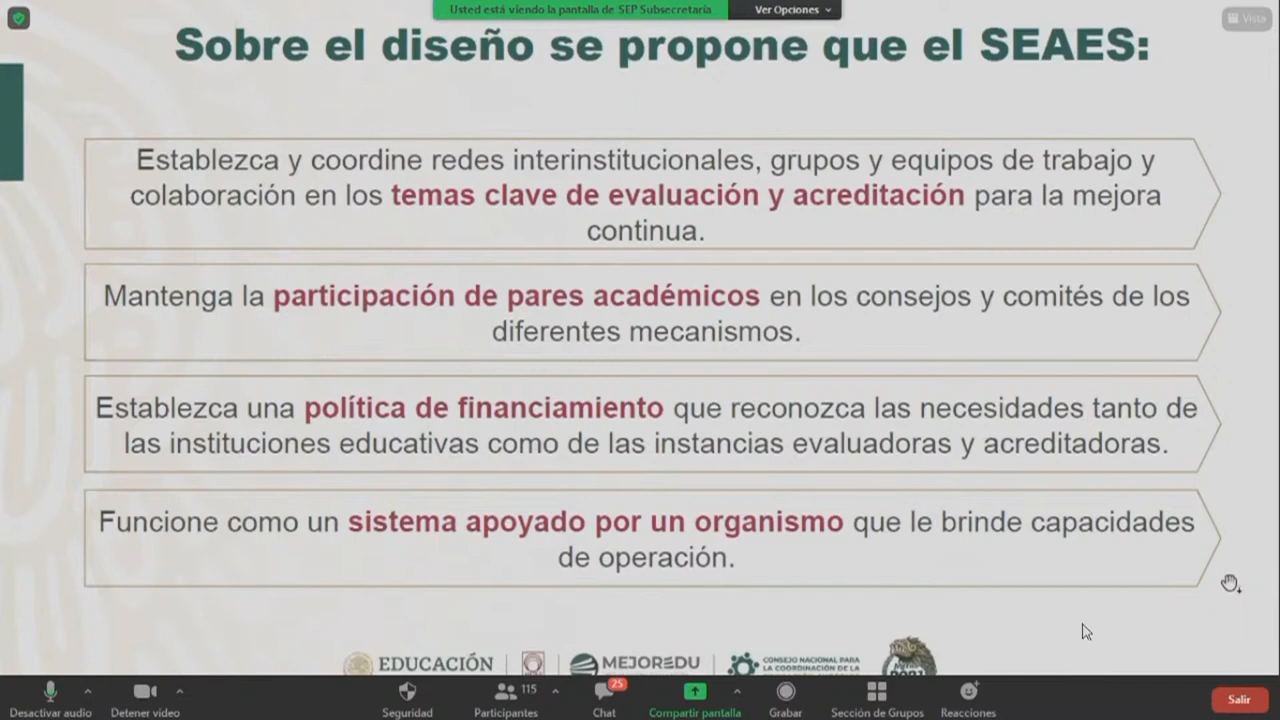 Usted está viendo la pantalla de SEP Subsecretaría
Ver Opciones
Vista
Sobre el diseño se propone que el SEAES:
Establezca y coordine redes interinstitucionales, grupos y equipos de trabajo y
colaboración en los temas clave de evaluación y acreditación para la mejora
continua.
Mantenga la participación de pares académicos en los consejos y comités de los
diferentes mecanismos.
Establezca una política de financiamiento que reconozca las necesidades tanto de
las instituciones educativas como de las instancias evaluadoras y acreditadoras.
Funcione como un sistema apoyado por un organismo que le brinde capacidades
de operación.
EDUCACIÓN
MEJOREDU
CONSEJO NACIONAL PARA
LA COORDINACIÓN DE LA
115
25
Desactivar audio
Detener video
Seguridad
Participantes
Chat
Compartir pantalla
Grabar
Sección de Grupos
Reacciones
Salir